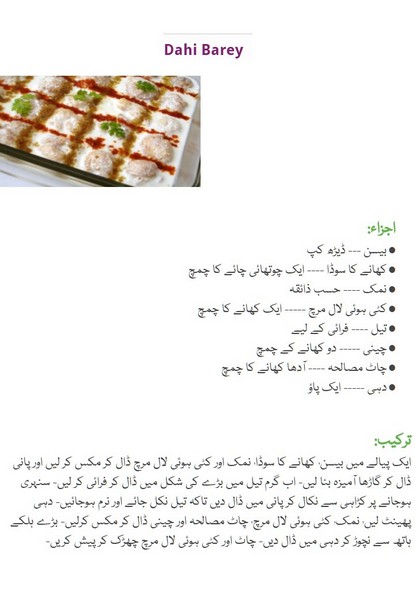 Dahi Barey
اجزاء:
● بیسن --- ڈیڑھ کپ
● کھانے کا سوڈا ---- ایک چوتھائی چائے کا چمچ
● نمک ---- حسب ذائقہ
● کٹی ہوئی لال مرچ ----- ایک کھانے کا چمچ
● تیل ---- فرائی کے لیے
● چینی ----- دو کھانے کے چمچ
● چاٹ مصالحہ ---- آدھا کھانے کا چمچ
● دہی ----- ایک پاؤ
ترکیب:
ایک پیالے میں بیسن، کھانے کا سوڈا، نمک اور کٹی ہوئی لال مرچ ڈال کر مکس کر لیں اور پانی
ڈال کر گاڑھا آمیزہ بنا لیں- اب گرم تیل میں بڑے کی شکل میں ڈال کر فرائی کر لیں- سنہری
ہوجانے پر کڑاہی سے نکال کر پانی میں ڈال دیں تاکہ تیل نکل جائے اور نرم ہوجائیں- دہی
پھینٹ لیں، نمک، کٹی ہوئی لال مرچ، چاٹ مصالحہ اور چینی ڈال کر مکس کرلیں- بڑے ہلکے
ہاتھ سے نچوڑ کر دہی میں ڈال دیں- چاٹ اور کٹی ہوئی لال مرچ چھڑک کر پیش کریں-